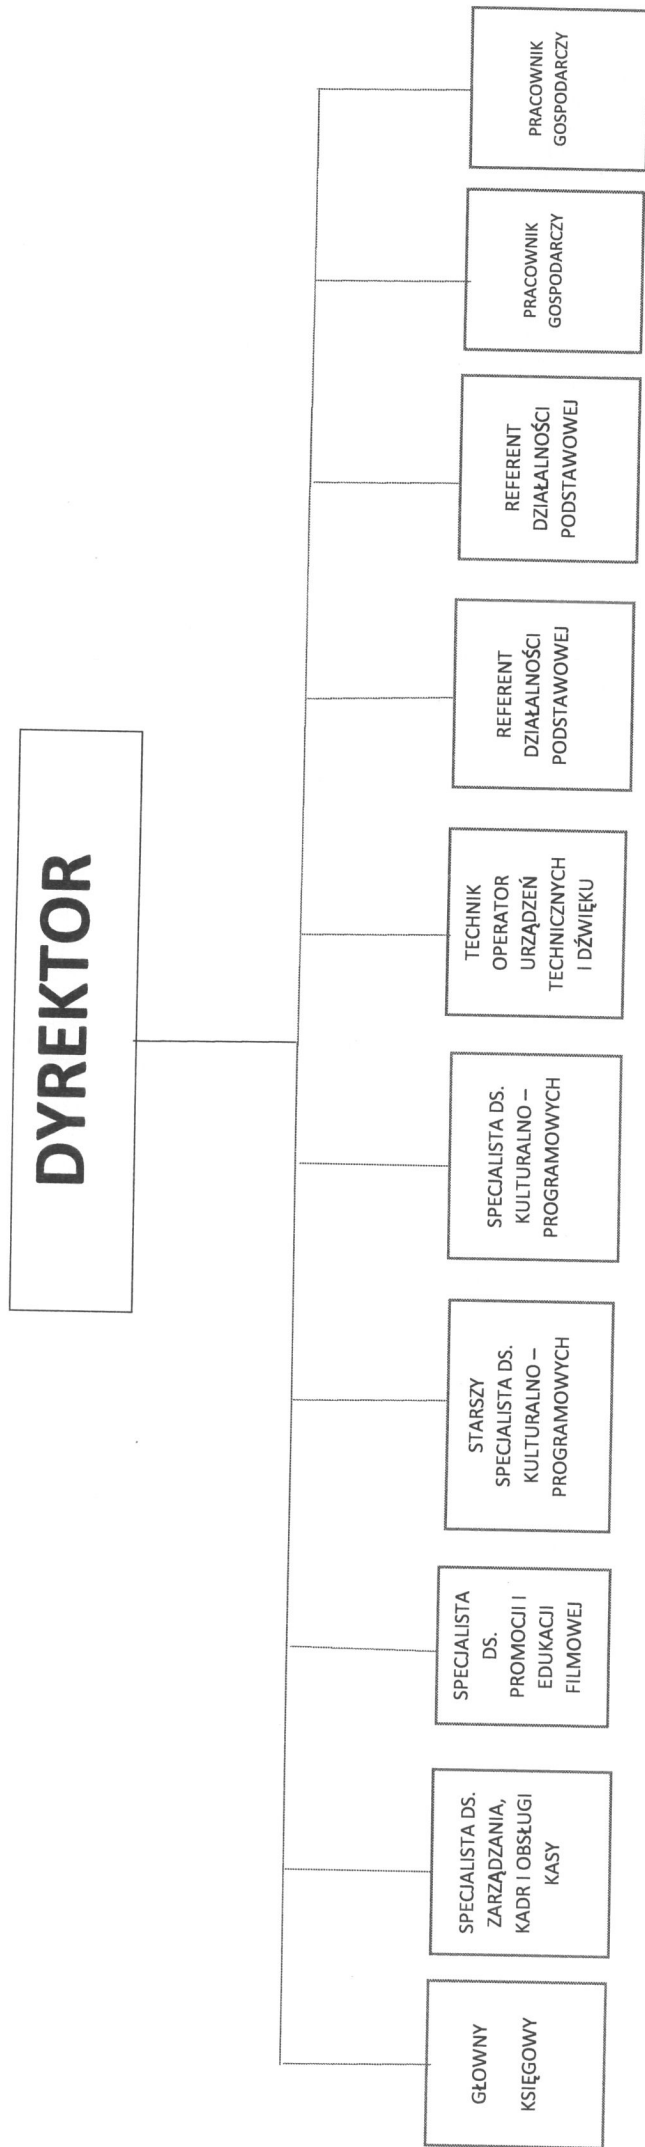 DYREKTOR
GŁOWNY
KSIĘGOWY
SPECJALISTA DS.
ZARZĄDZANIA,
KADR I OBSŁUGI
KASY
SPECJALISTA
DS.
PROMOCJI I
EDUKACJI
FILMOWEJ
STARSZY
SPECJALISTA DS.
KULTURALNO –
PROGRAMOWYCH
SPECJALISTA DS.
KULTURALNO –
PROGRAMOWYCH
TECHNIK
OPERATOR
URZĄDZEŃ
TECHNICZNYCH
I DŹWIĘKU
REFERENT
DZIAŁALNOŚCI
PODSTAWOWEJ
REFERENT
DZIAŁALNOŚCI
PODSTAWOWEJ
PRACOWNIK
GOSPODARCZY
PRACOWNIK
GOSPODARCZY